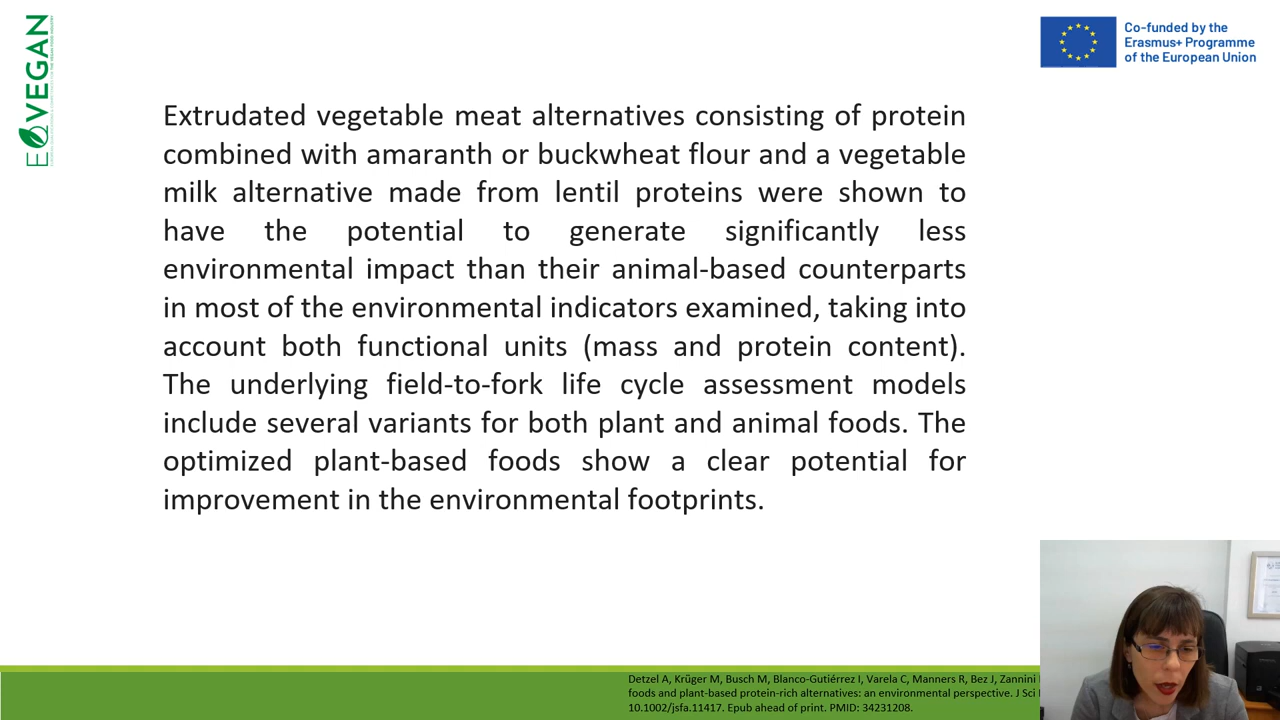 EQVEGAN
Co-funded by the
Erasmus+ Programme
of the European Union
Extrudated vegetable meat alternatives consisting of protein
combined with amaranth or buckwheat flour and a vegetable
milk alternative made from lentil proteins were shown to
have the potential to generate significantly less
environmental impact than their animal-based counterparts
in most of the environmental indicators examined, taking into
account both functional units (mass and protein content).
The underlying field-to-fork life cycle assessment models
include several variants for both plant and animal foods. The
optimized plant-based foods show a clear potential for
improvement in the environmental footprints.
Detzel A, Krüger M, Busch M, Blanco-Gutiérrez I, Varela C, Manners R, Bez J, Zannini
foods and plant-based protein-rich alternatives: an environmental perspective. J Sci
10.1002/jsfa.11417. Epub ahead of print. PMID: 34231208.